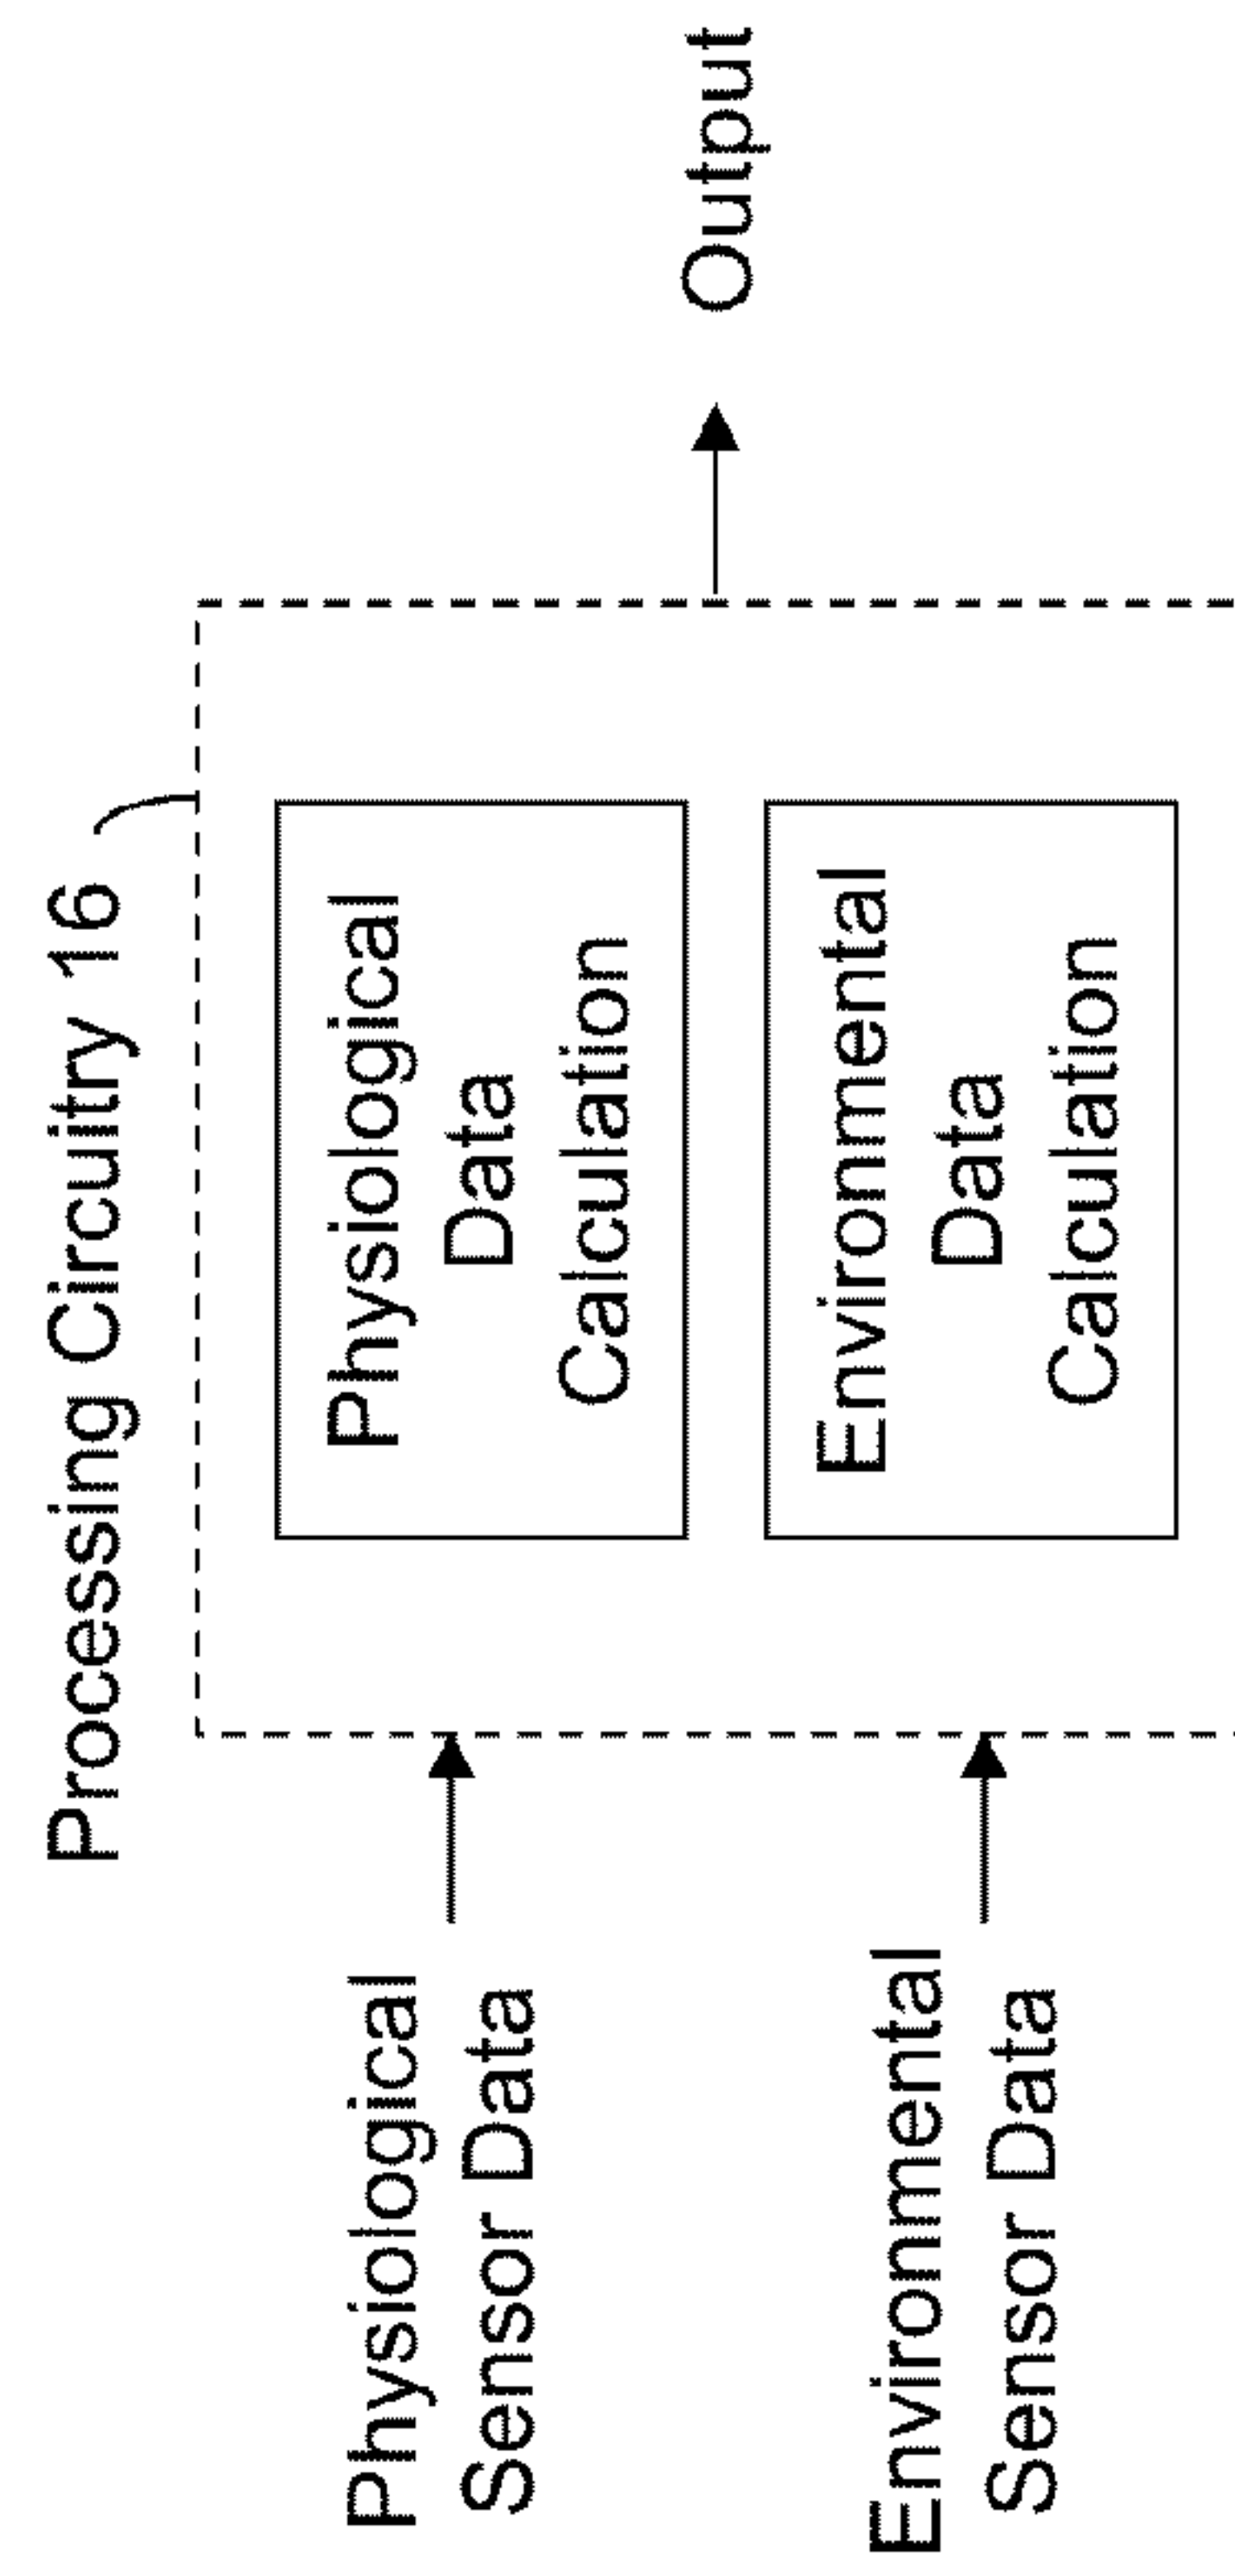 Processing Circuitry 16
Physiological
Sensor Data
Physiological
Data
Calculation
Output
Environmental
Sensor Data
Environmental
Data
Calculation